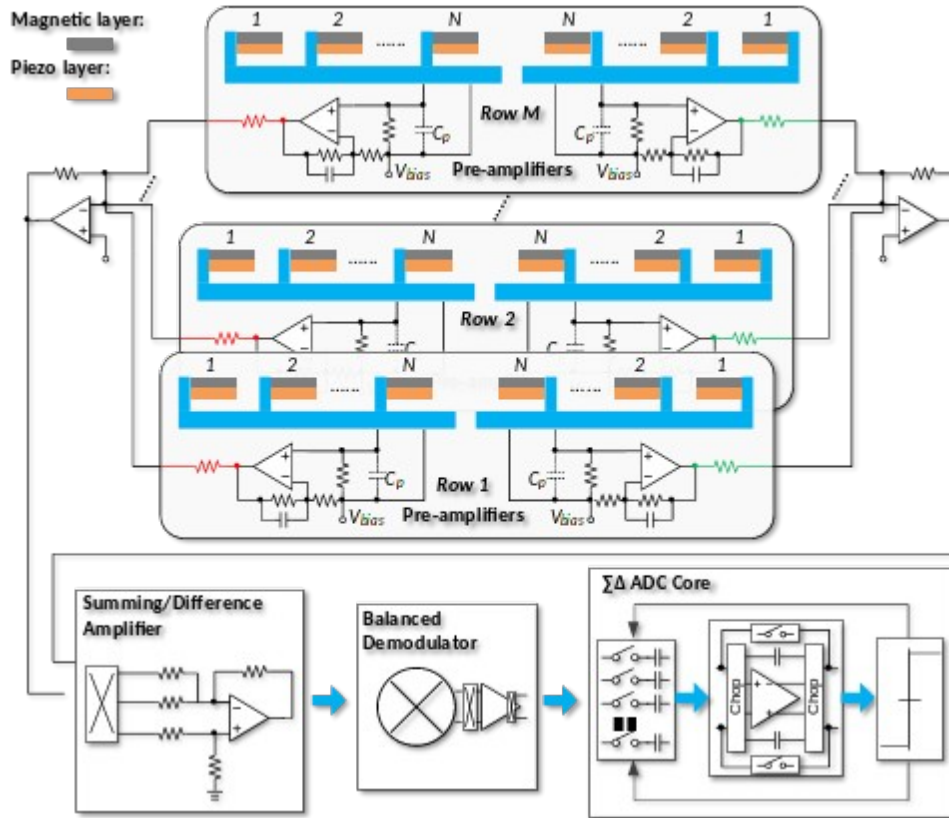 Magnetic layer:
Piezo layer:
1 2 ...... N N ...... 2 1
Row M
+ − Cp Cp + −
Vbias Pre-amplifiers Vbias
− + − +
1 2 ...... N N ...... 2 1
Row 2
+ − C C + −
1 2 ...... N N ...... 2 1
+ − Cp Cp + −
Row 1
Vbias Pre-amplifiers Vbias
Summing/Difference
Amplifier
− +
Balanced
Demodulator
∑Δ ADC Core
Chop + − Chop